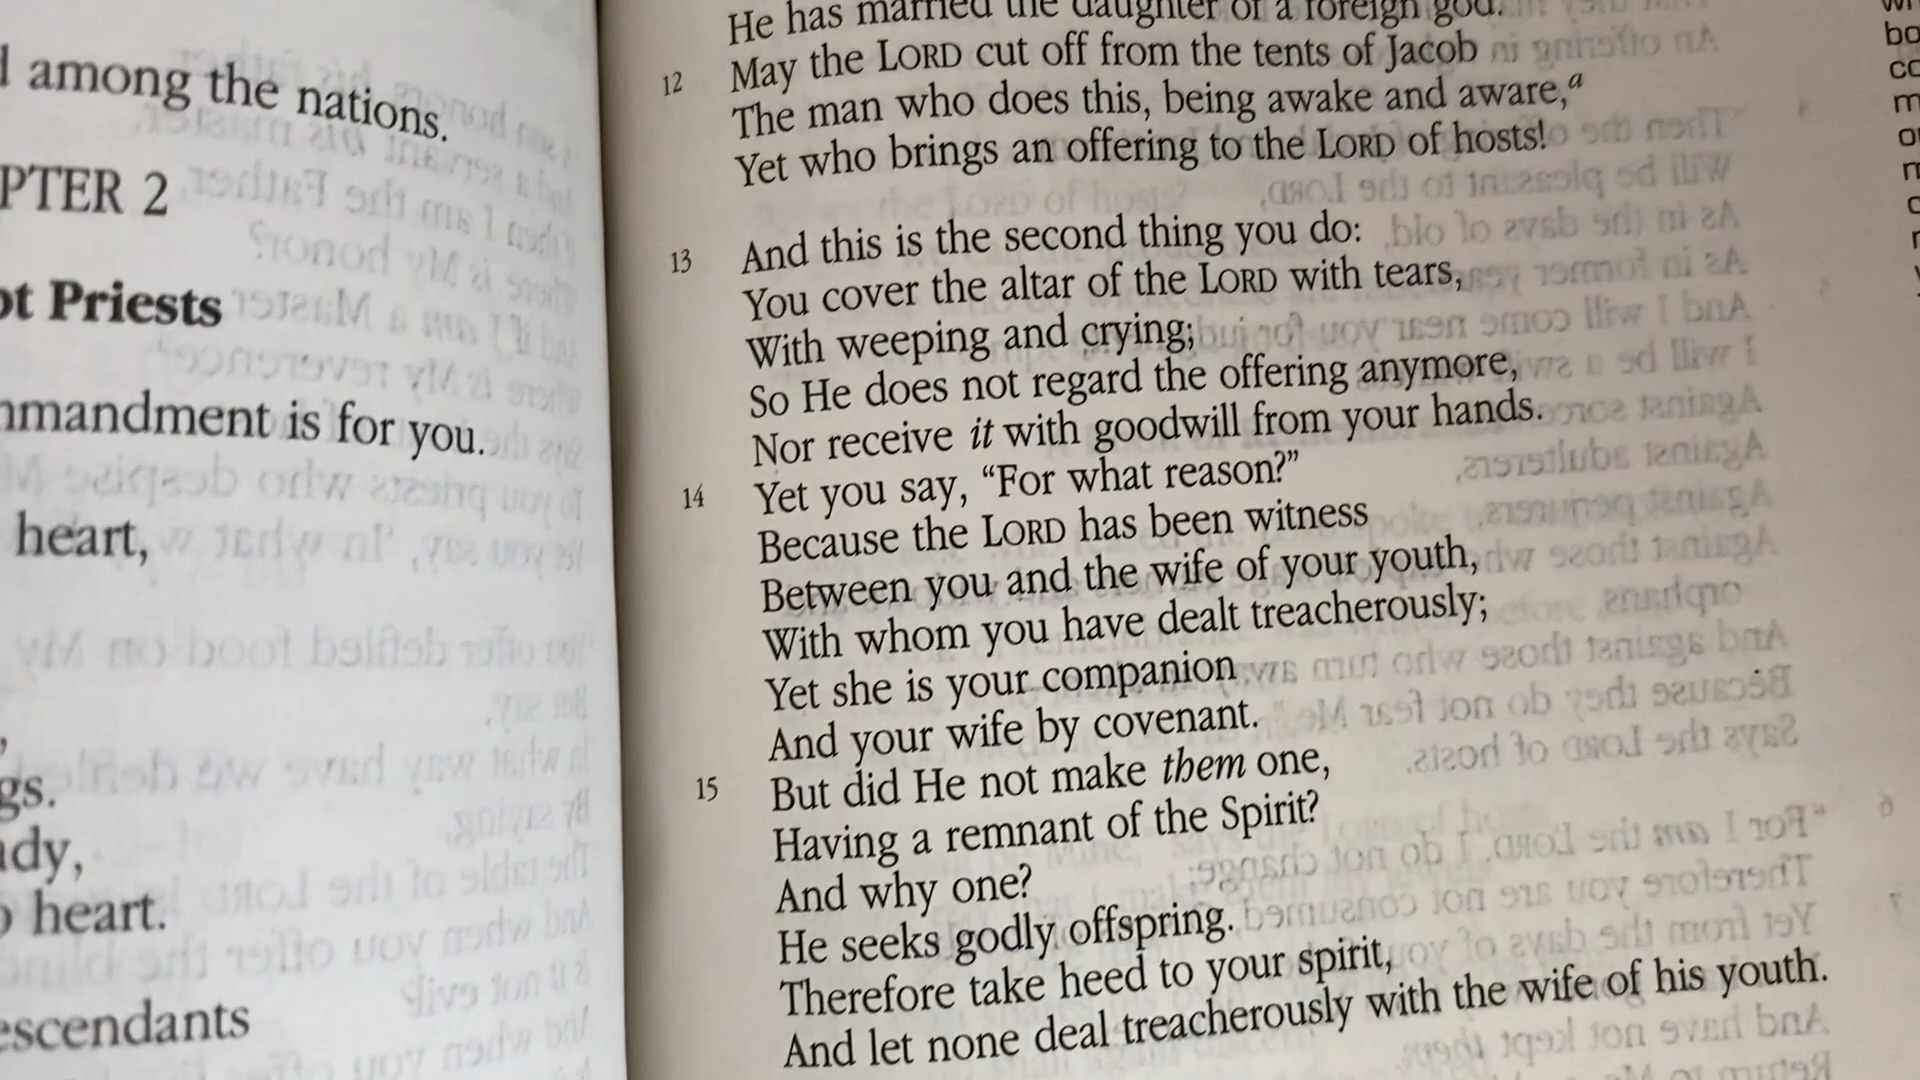 among the nations.
PTER 2
ot Priests
mmandment is for you.
heart,
gs.
dy,
heart.
escendants
He has married the daughter of a foreign god.
12 May the LORD cut off from the tents of Jacob
The man who does this, being awake and aware,a
Yet who brings an offering to the LORD of hosts!
13 And this is the second thing you do:
You cover the altar of the LORD with tears,
With weeping and crying;
So He does not regard the offering anymore,
Nor receive it with goodwill from your hands.
14 Yet you say, “For what reason?”
Because the LORD has been witness
Between you and the wife of your youth,
With whom you have dealt treacherously;
Yet she is your companion
And your wife by covenant.
15 But did He not make them one,
Having a remnant of the Spirit?
And why one?
He seeks godly offspring.
Therefore take heed to your spirit,
And let none deal treacherously with the wife of his youth.